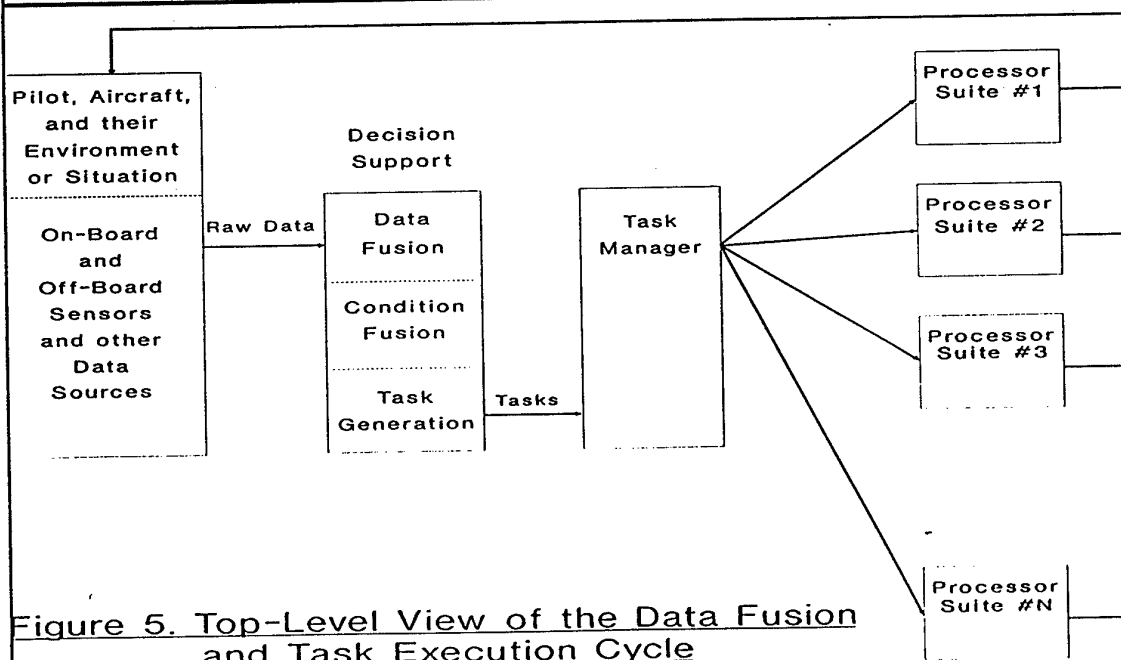 Pilot, Aircraft,
and their
Environment
or Situation
On-Board
and
Off-Board
Sensors
and other
Data
Sources
Raw Data
Decision
Support
Data
Fusion
Condition
Fusion
Task
Generation
Tasks
Task
Manager
Processor
Suite #1
Processor
Suite #2
Processor
Suite #3
Processor
Suite #N
Figure 5. Top-Level View of the Data Fusion
and Task Execution Cycle